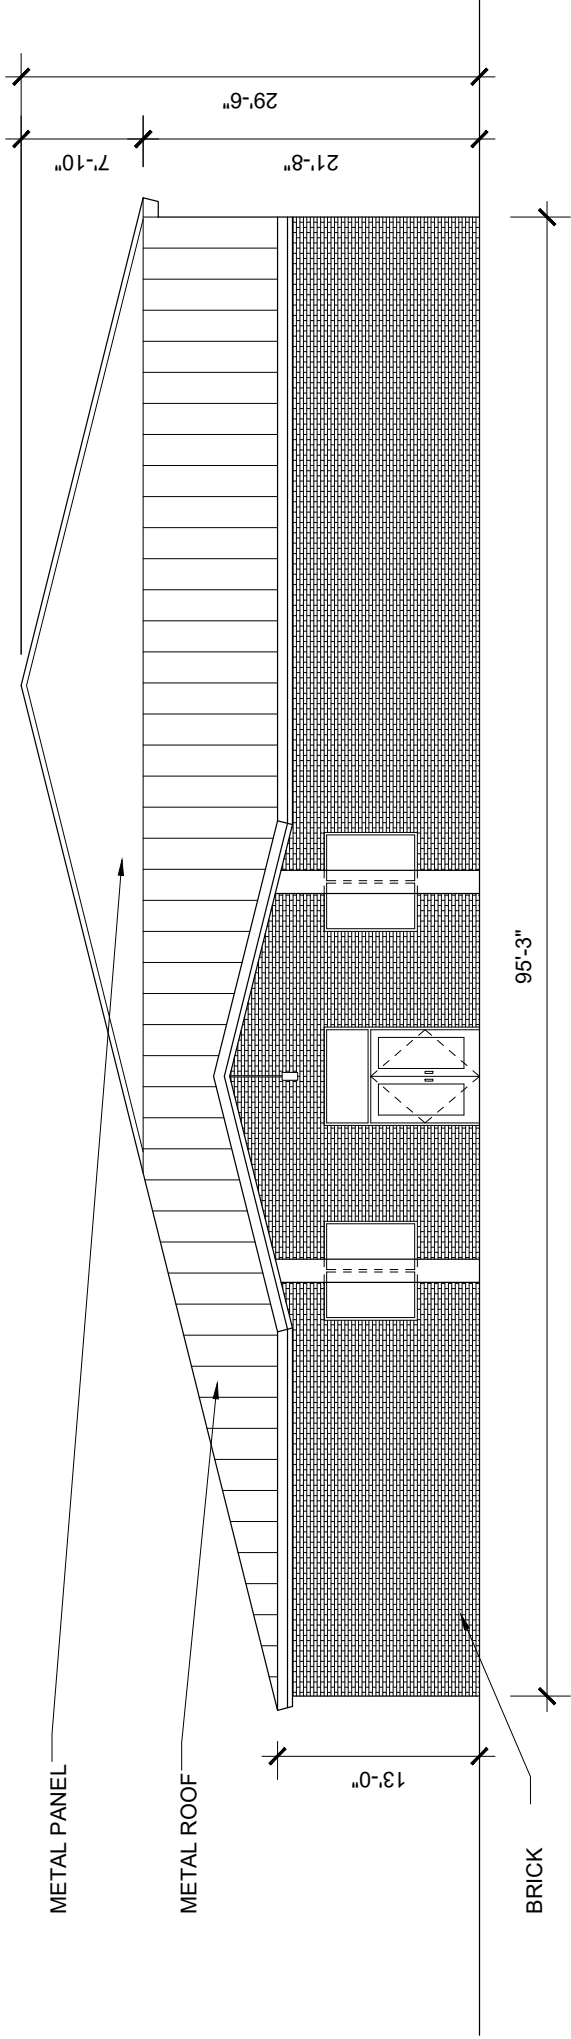 METAL PANEL
METAL ROOF
BRICK
13'-0"
95'-3"
7'-10"
21'-8"
29'-6"